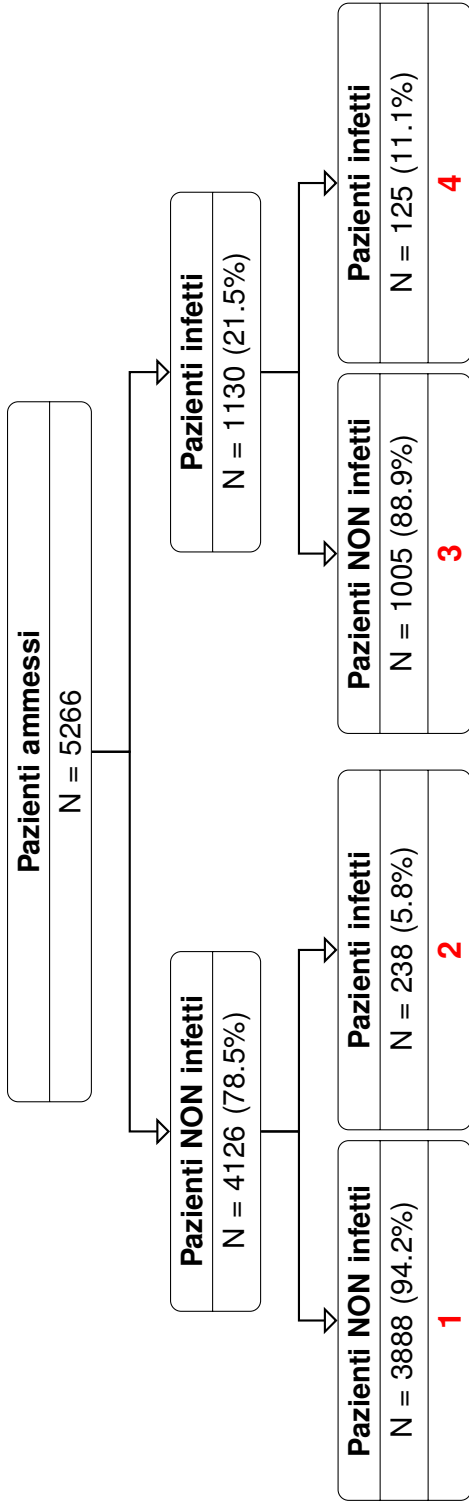 Pazienti ammessi
N = 5266
Pazienti NON infetti
N = 4126 (78.5%)
Pazienti infetti
N = 1130 (21.5%)
Pazienti NON infetti
N = 3888 (94.2%)
1
Pazienti infetti
N = 238 (5.8%)
2
Pazienti NON infetti
N = 1005 (88.9%)
3
Pazienti infetti
N = 125 (11.1%)
4